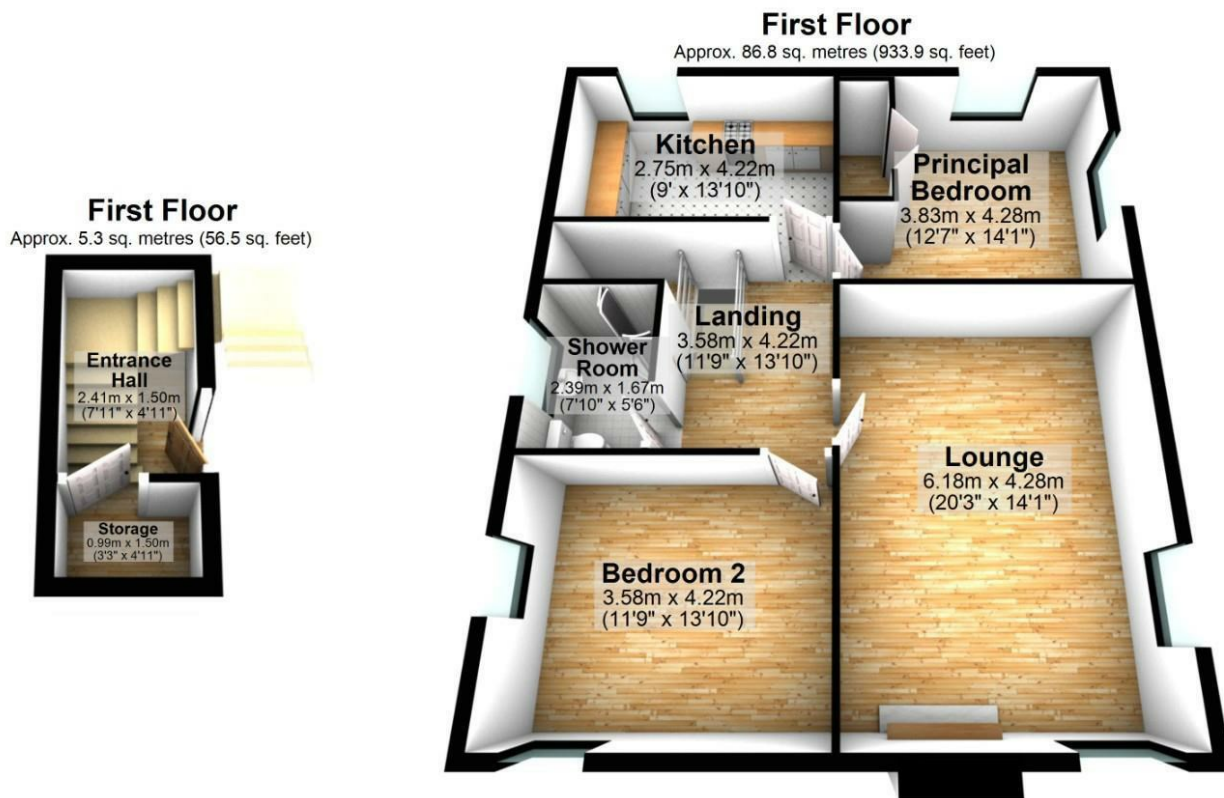 First Floor
Approx. 86.8 sq. metres (933.9 sq. feet)
Kitchen
2.75m x 4.22m
(9' x 13'10")
Principal
Bedroom
3.83m x 4.28m
(12'7" x 14'1")
First Floor
Approx. 5.3 sq. metres (56.5 sq. feet)
Landing
3.58m x 4.22m
(11'9" x 13'10")
Shower
Room
2.39m x 1.67m
(7'10" x 5'6")
Entrance
Hall
2.41m x 1.50m
(7'11" x 4'11")
Lounge
6.18m x 4.28m
(20'3" x 14'1")
Storage
0.99m x 1.50m
(3'3" x 4'11")
Bedroom 2
3.58m x 4.22m
(11'9" x 13'10")